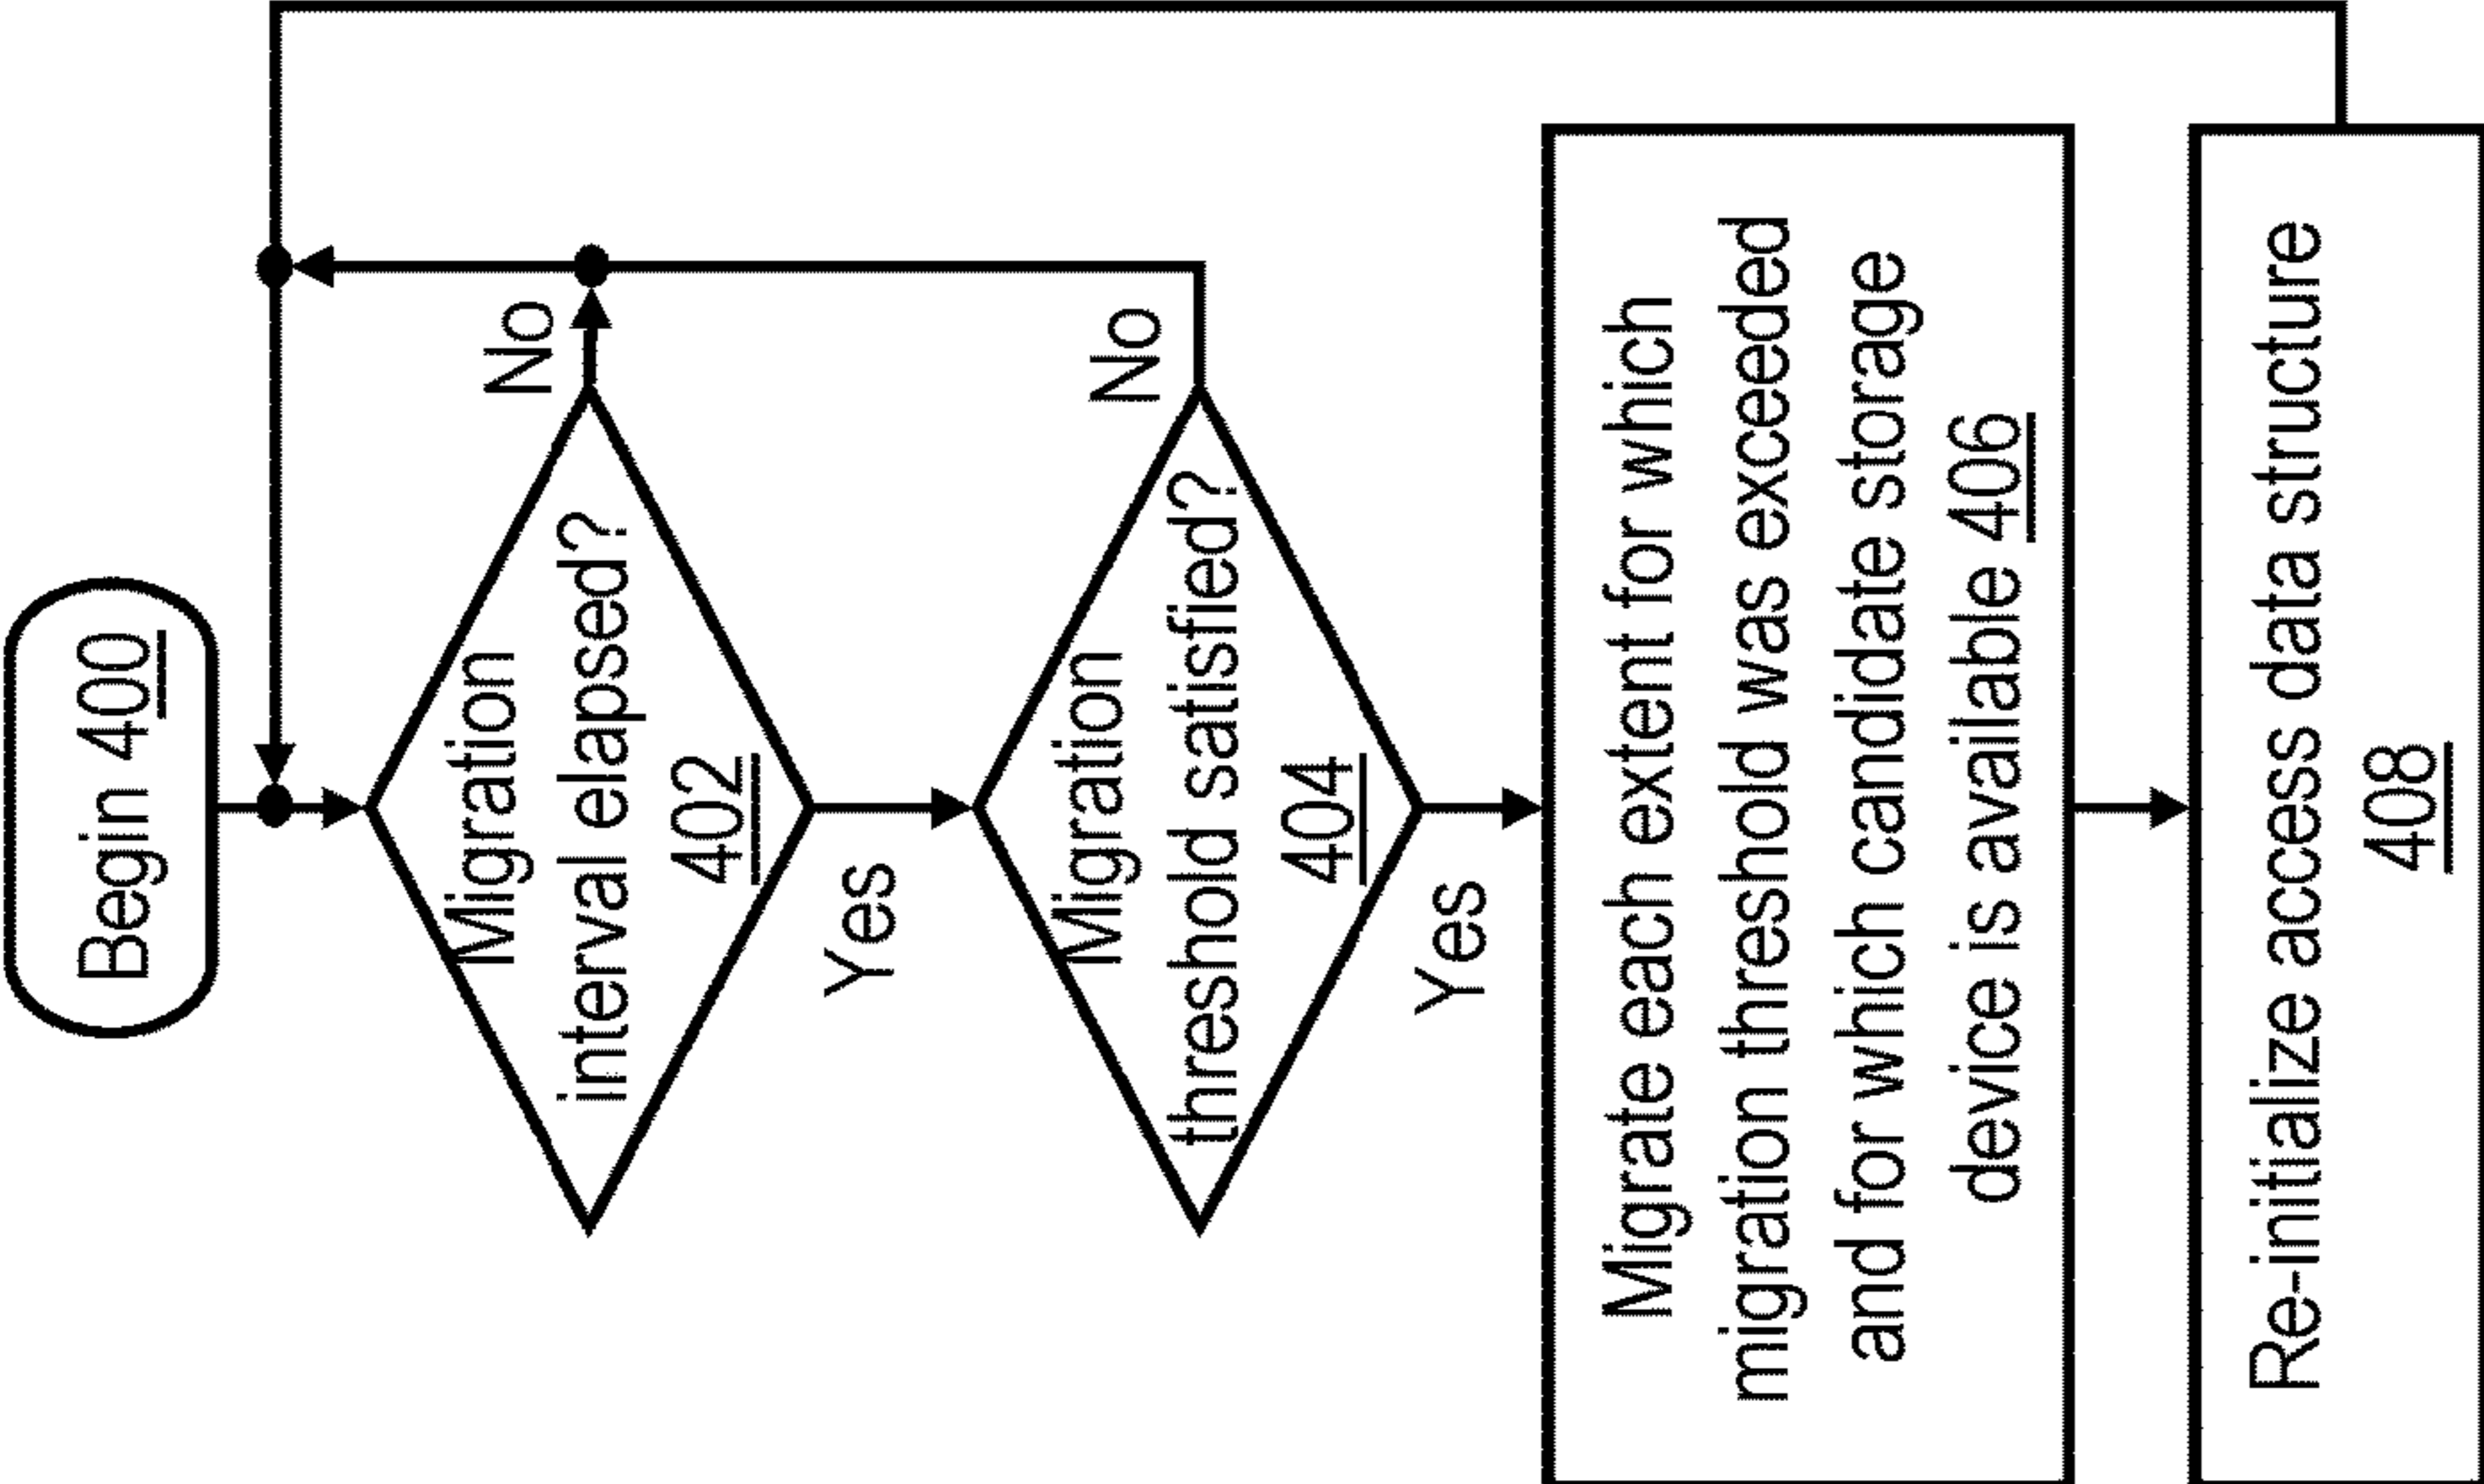 Begin 400
Migration
interval elapsed?
402
No
Yes
Migration
threshold satisfied?
404
No
Yes
Migrate each extent for which
migration threshold was exceeded
and for which candidate storage
device is available 406
Re-initialize access data structure
408